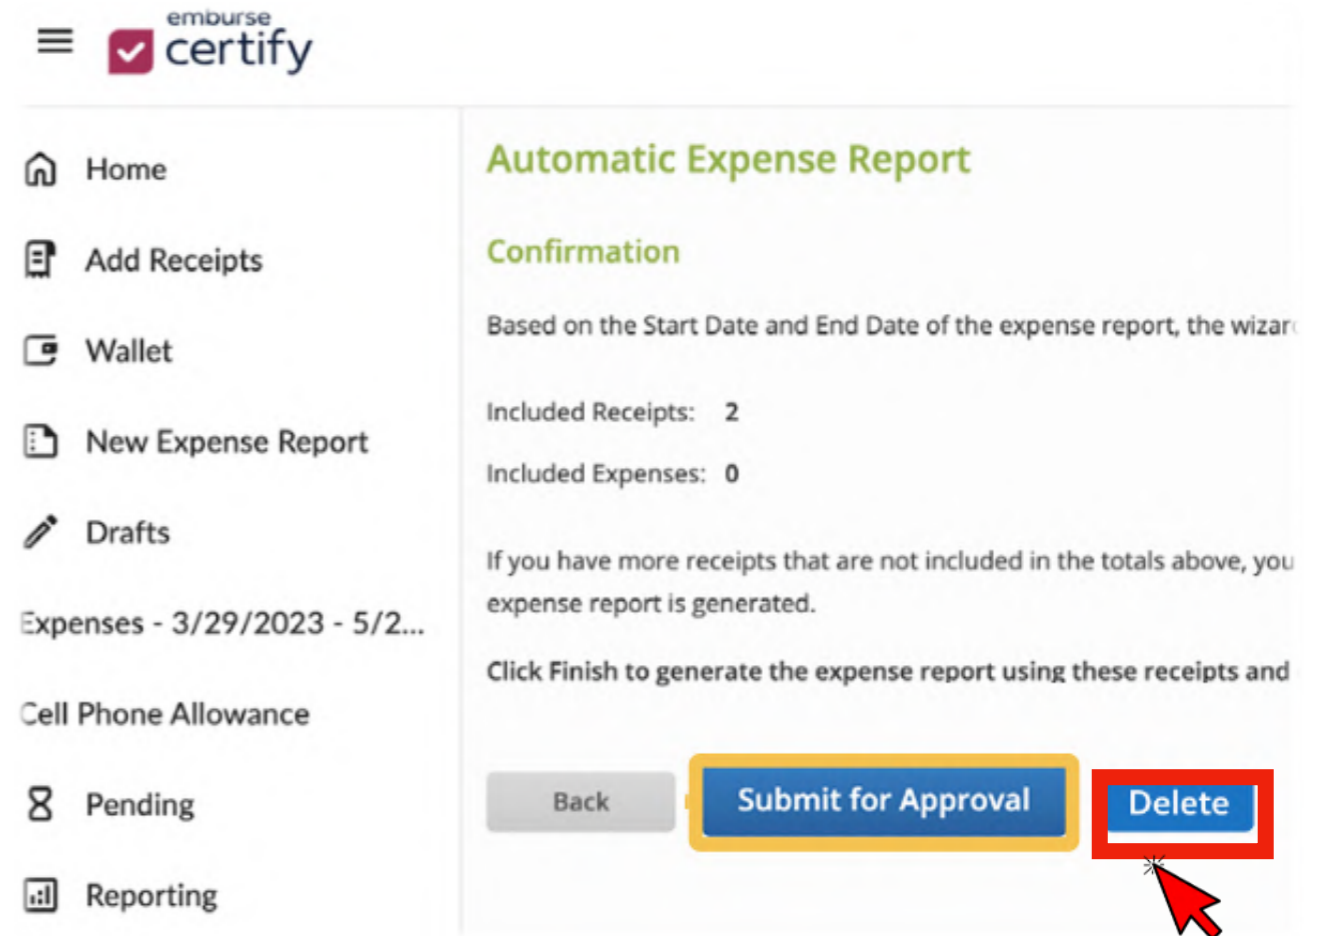 emburse
certify
Home
Add Receipts
Wallet
New Expense Report
Drafts
Expenses - 3/29/2023 - 5/2...
Cell Phone Allowance
Pending
Reporting
Automatic Expense Report
Confirmation
Based on the Start Date and End Date of the expense report, the wizar
Included Receipts: 2
Included Expenses: 0
If you have more receipts that are not included in the totals above, you
expense report is generated.
Click Finish to generate the expense report using these receipts and
Back
Submit for Approval
Delete